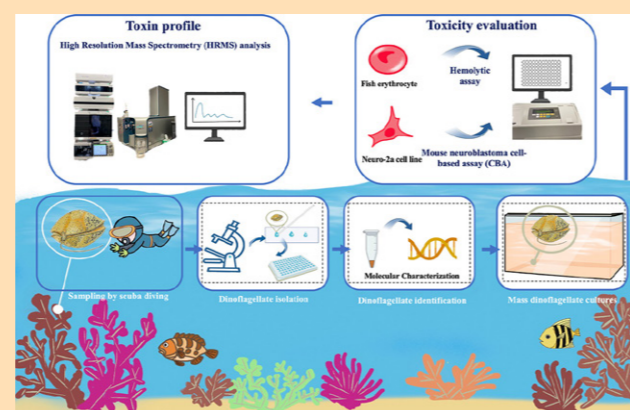 Toxin profile
High Resolution Mass Spectrometry (HRMS) analysis
Toxicity evaluation
Fish erythrocyte
Hemolytic
assay
Neuro-2a cell line
Mouse neuroblastoma cell-
based assay (CBA)
Sampling by scuba diving
Dinoflagellate isolation
Molecular Characterization
Dinoflagellate identification
Mass dinoflagellate cultures